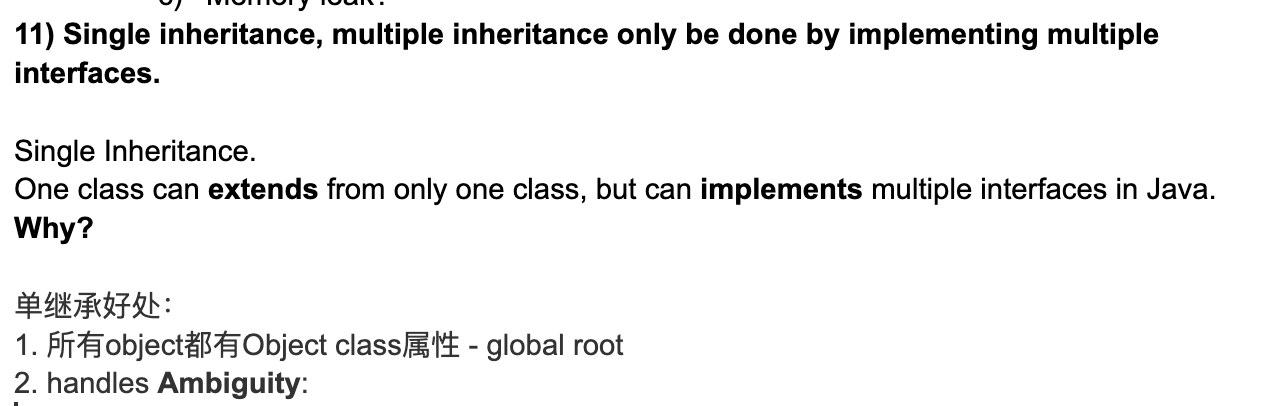 11) Single inheritance, multiple inheritance only be done by implementing multiple
interfaces.
Single Inheritance.
One class can extends from only one class, but can implements multiple interfaces in Java.
Why?
单继承好处：
1. 所有object都有Object class属性 - global root
2. handles Ambiguity: